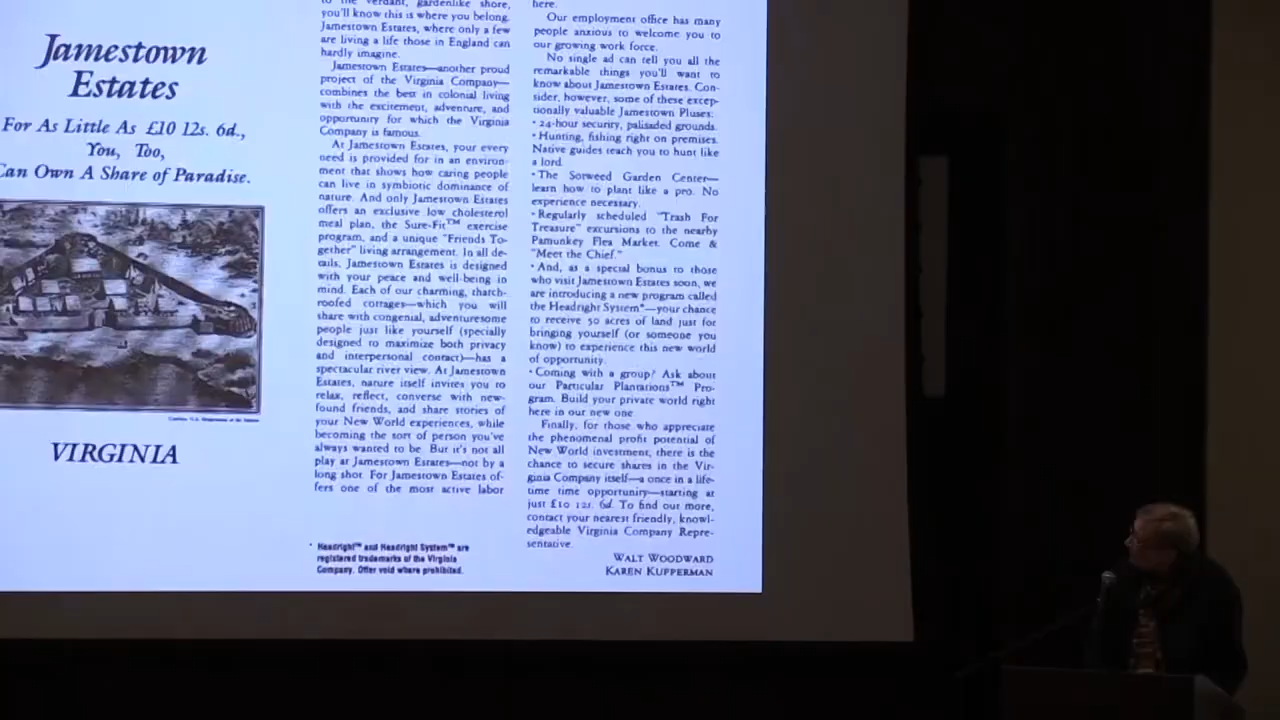 Jamestown
Estates
For As Little As £10 12s. 6d.,
You, Too,
Can Own A Share of Paradise.
VIRGINIA
to the verdant, gardenlike shore,
you'll know this is where you belong.
Jamestown Estates, where only a few
are living a life those in England can
hardly imagine.
Jamestown Estates—another proud
project of the Virginia Company—
combines the best in colonial living
with the excitement, adventure, and
opportunity for which the Virginia
Company is famous.
At Jamestown Estates, your every
need is provided for in an environ-
ment that shows how caring people
can live in symbiotic dominance of
nature. And only Jamestown Estates
offers an exclusive low cholesterol
meal plan, the Sure-Fit™ exercise
program, and a unique "Friends To-
gether" living arrangement. In all de-
tails, Jamestown Estates is designed
with your peace and well-being in
mind. Each of our charming, thatch-
roofed cottages—which you will
share with congenial, adventuresome
people just like yourself (specially
designed to maximize both privacy
and interpersonal contact)—has a
spectacular river view. At Jamestown
Estates, nature itself invites you to
relax, reflect, converse with new-
found friends, and share stories of
your New World experiences, while
becoming the sort of person you've
always wanted to be. But it's not all
play at Jamestown Estates—not by a
long shot. For Jamestown Estates of-
fers one of the most active labor
* Headright™ and Headright System™ are
registered trademarks of the Virginia
Company. Offer void where prohibited.
here.
Our employment office has many
people anxious to welcome you to
our growing work force.
No single ad can tell you all the
remarkable things you'll want to
know about Jamestown Estates. Con-
sider, however, some of these excep-
tionally valuable Jamestown Pluses:
• 24-hour security, palisaded grounds.
• Hunting, fishing right on premises.
Native guides teach you to hunt like
a lord.
• The Sotweed Garden Center—
learn how to plant like a pro. No
experience necessary.
• Regularly scheduled "Trash For
Treasure" excursions to the nearby
Pamunkey Flea Market. Come &
"Meet the Chief."
• And, as a special bonus to those
who visit Jamestown Estates soon, we
are introducing a new program called
the Headright System*—your chance
to receive 50 acres of land just for
bringing yourself (or someone you
know) to experience this new world
of opportunity.
• Coming with a group? Ask about
our Particular Plantations™ Pro-
gram. Build your private world right
here in our new one.
Finally, for those who appreciate
the phenomenal profit potential of
New World investment, there is the
chance to secure shares in the Vir-
ginia Company itself—a once in a life-
time time opportunity—starting at
just £10 12s. 6d. To find out more,
contact your nearest friendly, knowl-
edgeable Virginia Company Repre-
sentative.
WALT WOODWARD
KAREN KUPPERMAN